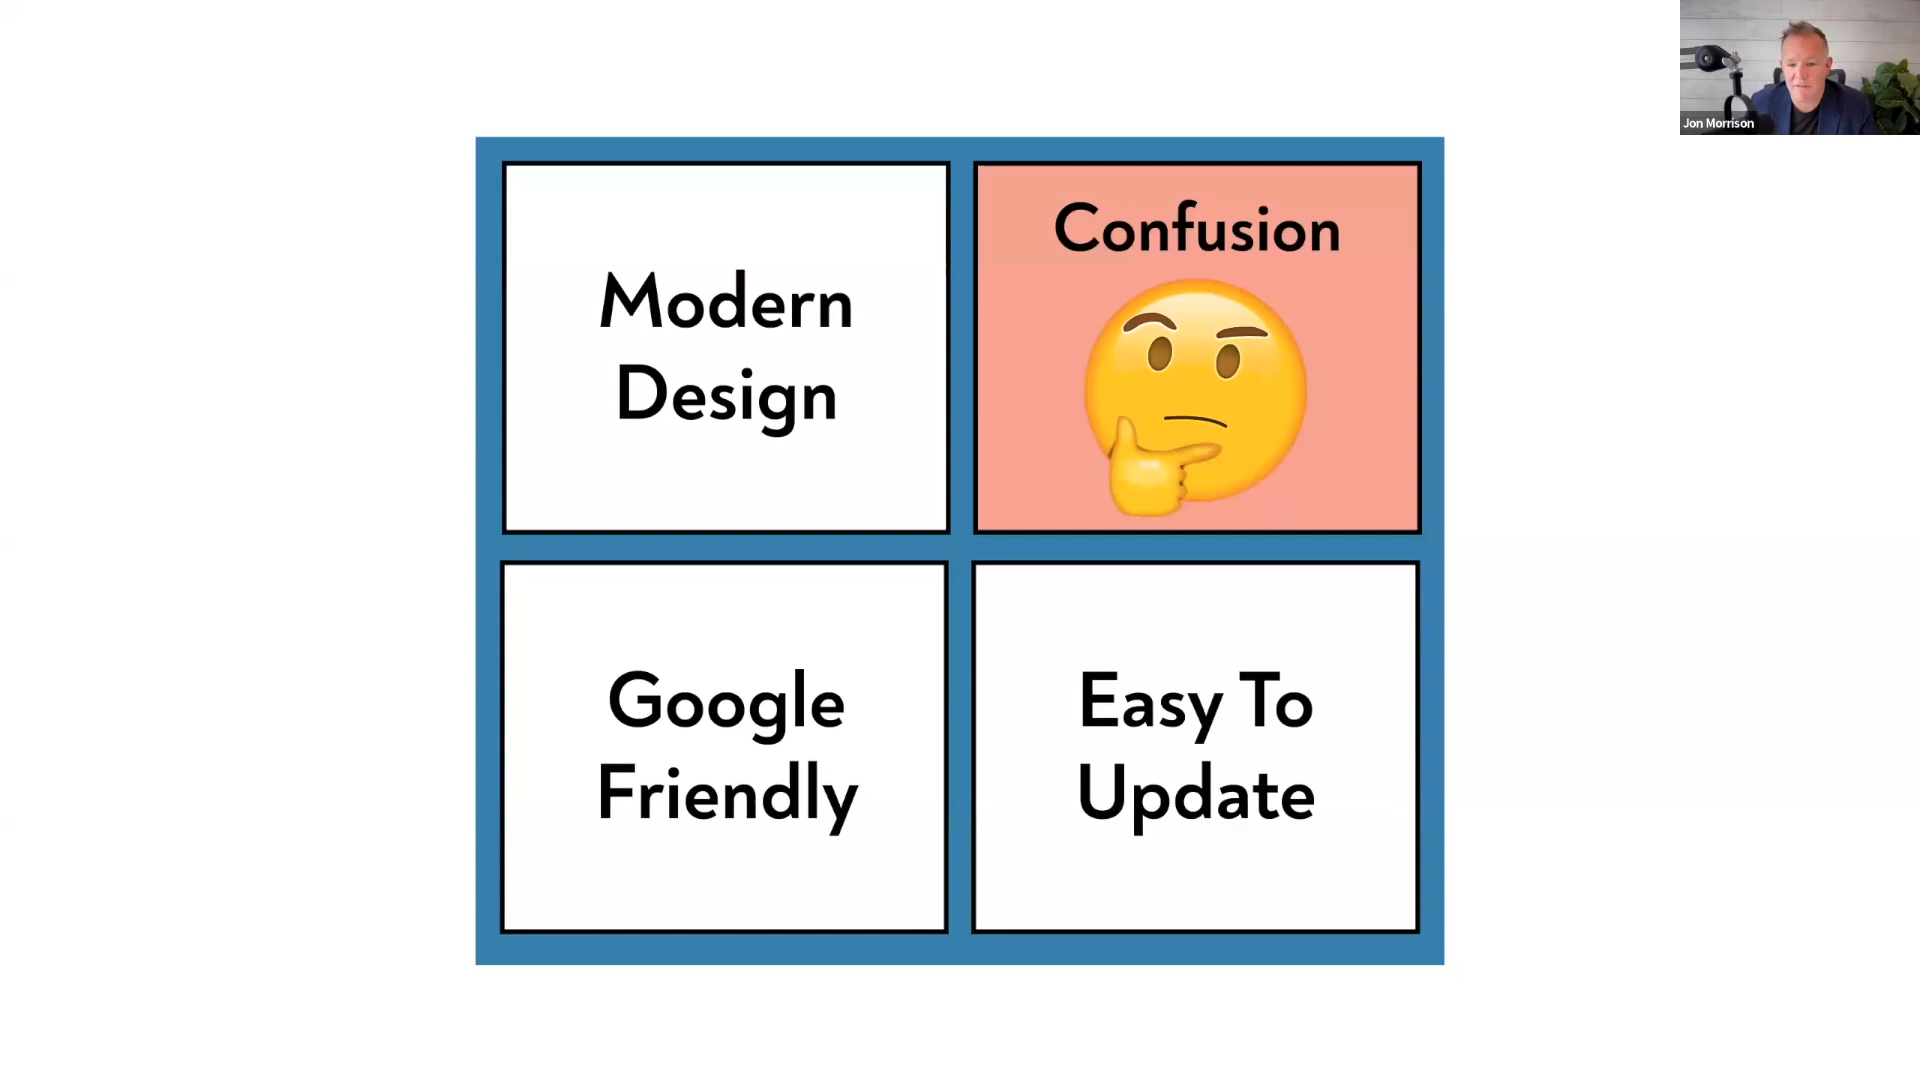 Jon Morrison
Modern
Design
Confusion
Google
Friendly
Easy To
Update